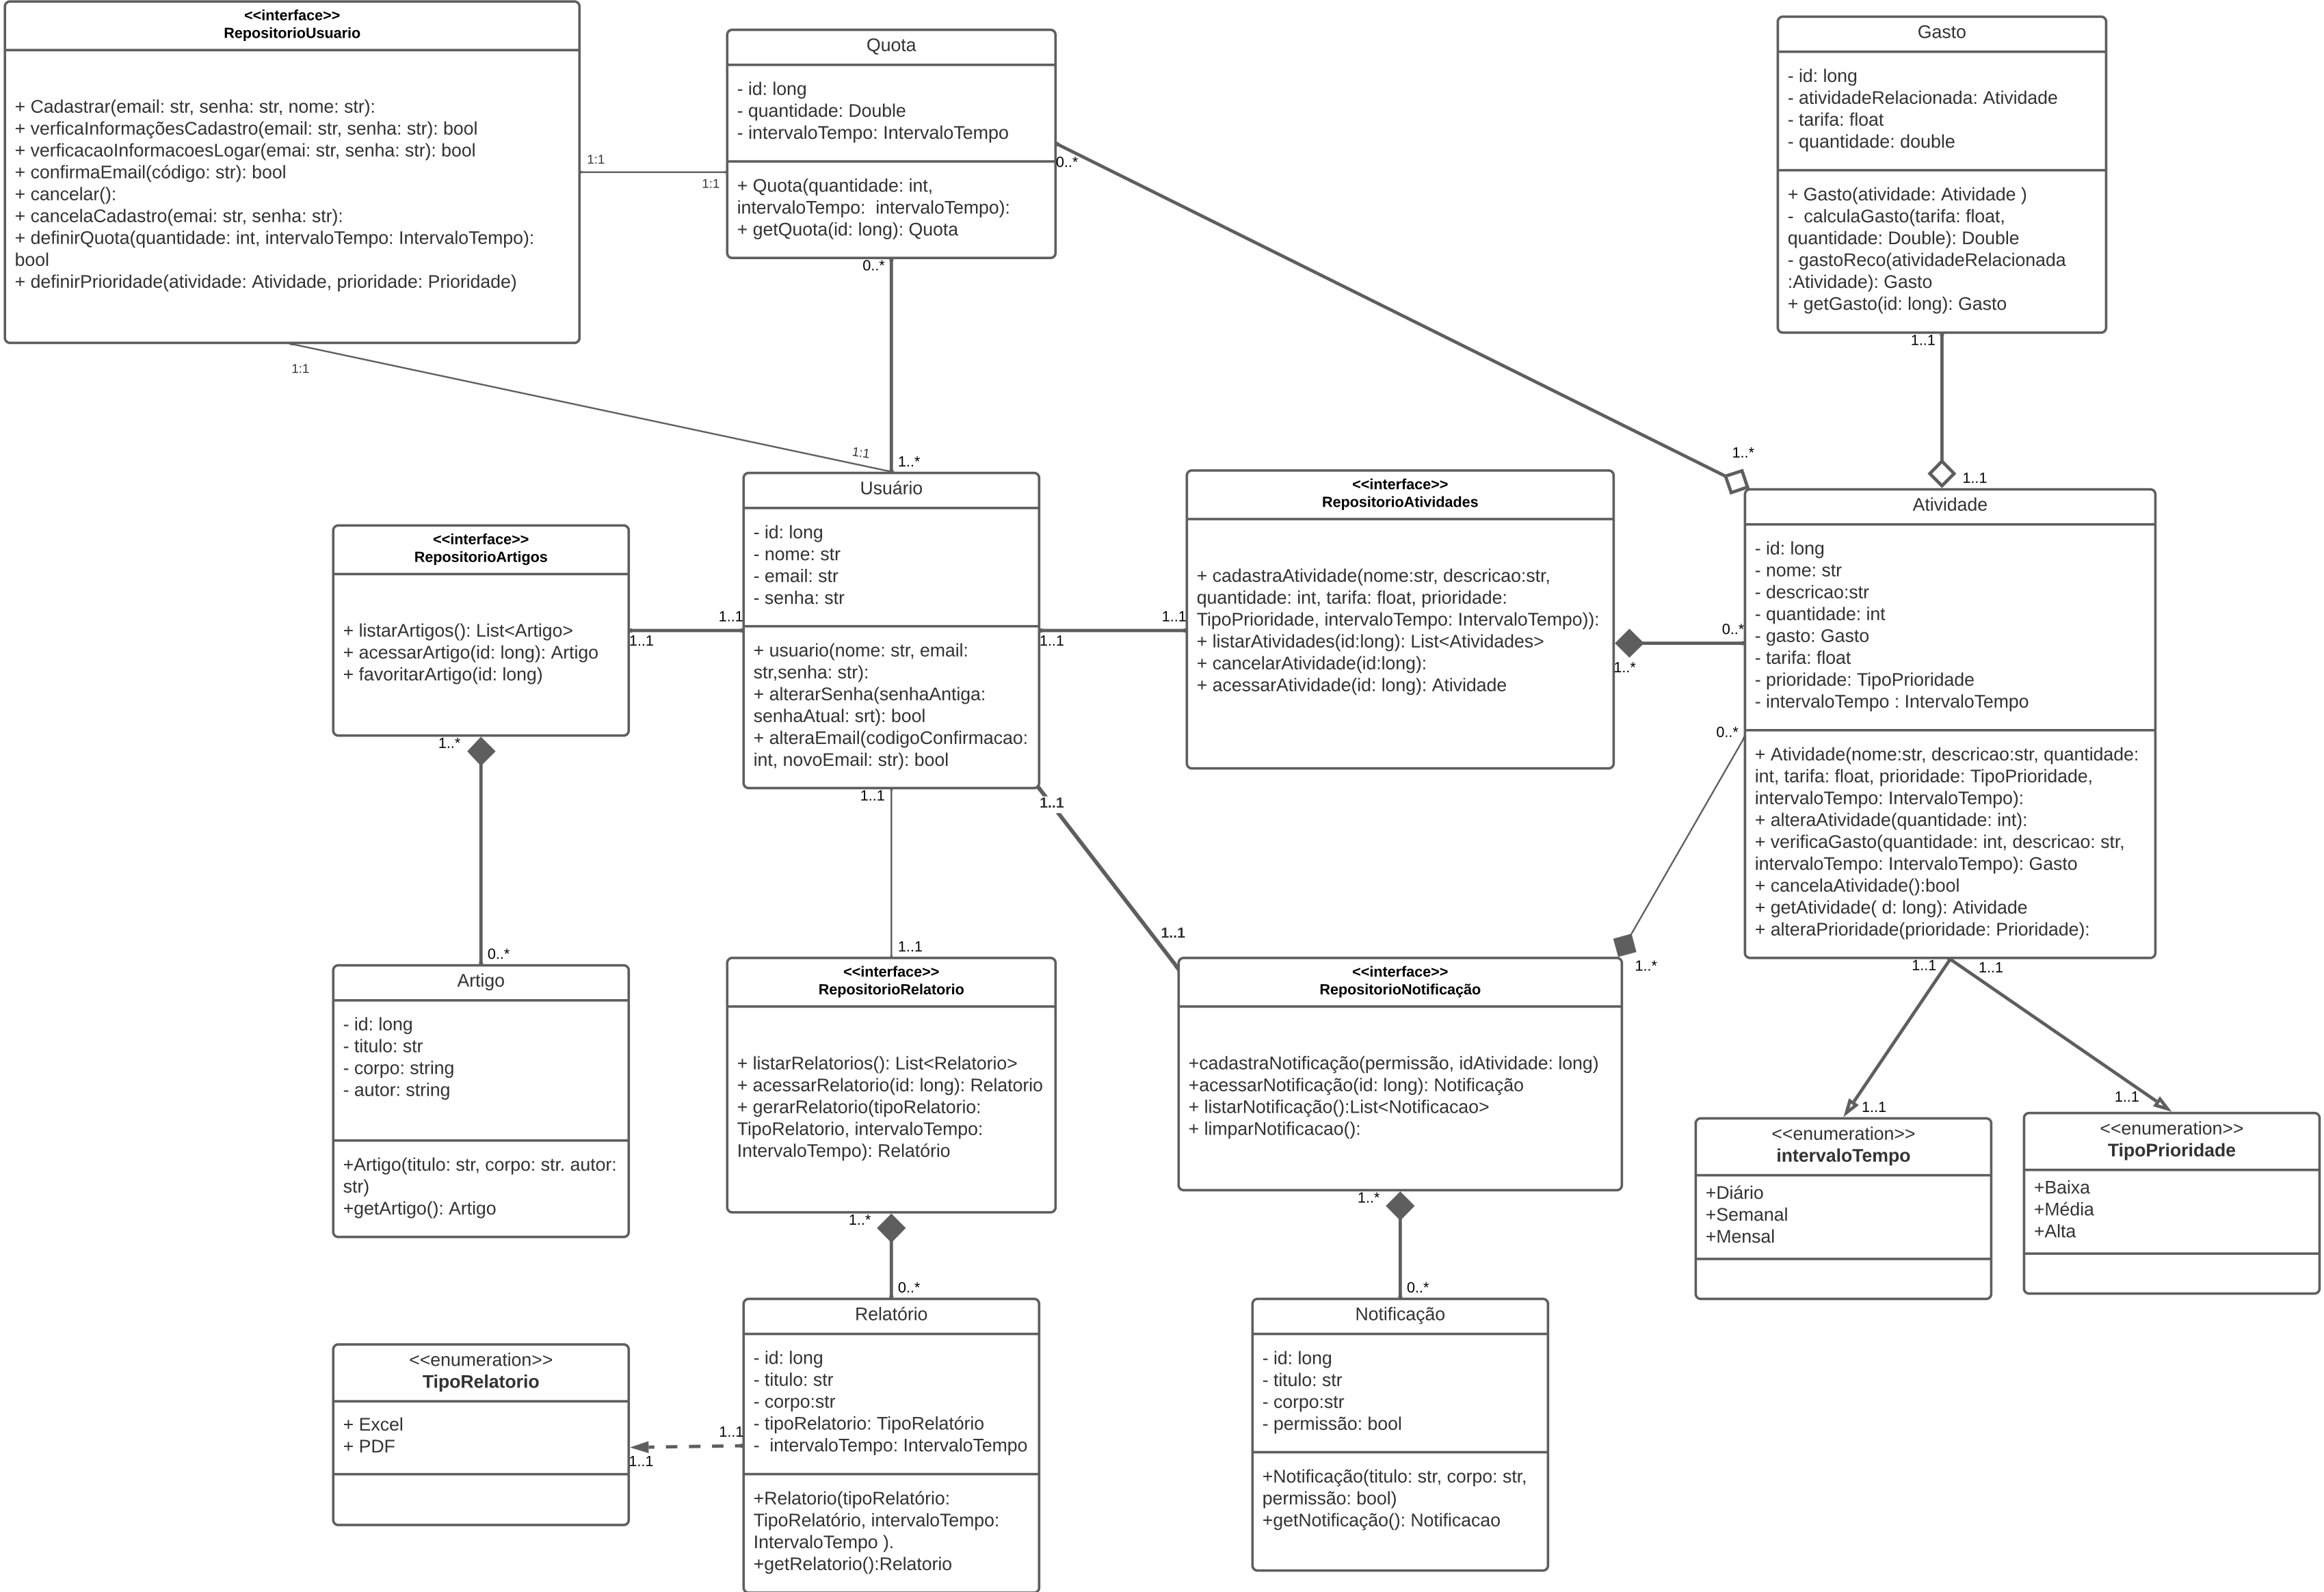 <<interface>>
RepositorioUsuario
+ Cadastrar(email: str, senha: str, nome: str):
+ verficaInformaçõesCadastro(email: str, senha: str): bool
+ verificacaoInformacoesLogar(emai: str, senha: str): bool
+ confirmaEmail(código: str): bool
+ cancelar():
+ cancelaCadastro(emai: str, senha: str):
+ definirQuota(quantidade: int, intervaloTempo: IntervaloTempo):
bool
+ definirPrioridade(atividade: Atividade, prioridade: Prioridade)
1:1
1:1
Quota
- id: long
- quantidade: Double
- intervaloTempo: IntervaloTempo
+ Quota(quantidade: int,
intervaloTempo:  intervaloTempo):
+ getQuota(id: long): Quota
0..*
0..*
Gasto
- id: long
- atividadeRelacionada: Atividade
- tarifa: float
- quantidade: double
+ Gasto(atividade: Atividade )
-  calculaGasto(tarifa: float,
quantidade: Double): Double
- gastoReco(atividadeRelacionada
:Atividade): Gasto
+ getGasto(id: long): Gasto
1..1
1:1
1:1
1..*
1..*
1..1
<<interface>>
RepositorioArtigos
+ listarArtigos(): List<Artigo>
+ acessarArtigo(id: long): Artigo
+ favoritarArtigo(id: long)
1..1
1..1
1..*
Usuário
- id: long
- nome: str
- email: str
- senha: str
+ usuario(nome: str, email:
str,senha: str):
+ alterarSenha(senhaAntiga:
senhaAtual: srt): bool
+ alteraEmail(codigoConfirmacao:
int, novoEmail: str): bool
1..1
1..1
1..1
1..1
<<interface>>
RepositorioAtividades
+ cadastraAtividade(nome:str, descricao:str,
quantidade: int, tarifa: float, prioridade:
TipoPrioridade, intervaloTempo: IntervaloTempo)):
+ listarAtividades(id:long): List<Atividades>
+ cancelarAtividade(id:long):
+ acessarAtividade(id: long): Atividade
0..*
1..*
0..*
Atividade
- id: long
- nome: str
- descricao:str
- quantidade: int
- gasto: Gasto
- tarifa: float
- prioridade: TipoPrioridade
- intervaloTempo : IntervaloTempo
+ Atividade(nome:str, descricao:str, quantidade:
int, tarifa: float, prioridade: TipoPrioridade,
intervaloTempo: IntervaloTempo):
+ alteraAtividade(quantidade: int):
+ verificaGasto(quantidade: int, descricao: str,
intervaloTempo: IntervaloTempo): Gasto
+ cancelaAtividade():bool
+ getAtividade( d: long): Atividade
+ alteraPrioridade(prioridade: Prioridade):
1..1
1..1
0..*
Artigo
- id: long
- titulo: str
- corpo: string
- autor: string
+Artigo(titulo: str, corpo: str. autor:
str)
+getArtigo(): Artigo
1..1
<<interface>>
RepositorioRelatorio
+ listarRelatorios(): List<Relatorio>
+ acessarRelatorio(id: long): Relatorio
+ gerarRelatorio(tipoRelatorio:
TipoRelatorio, intervaloTempo:
IntervaloTempo): Relatório
1..*
0..*
1..1
1..*
<<interface>>
RepositorioNotificação
+cadastraNotificação(permissão, idAtividade: long)
+acessarNotificação(id: long): Notificação
+ listarNotificação():List<Notificacao>
+ limparNotificacao():
1..*
0..*
1..1
1..1
<<enumeration>>
intervaloTempo
+Diário
+Semanal
+Mensal
<<enumeration>>
TipoPrioridade
+Baixa
+Média
+Alta
<<enumeration>>
TipoRelatorio
+ Excel
+ PDF
1..1
1..1
Relatório
- id: long
- titulo: str
- corpo:str
- tipoRelatorio: TipoRelatório
-  intervaloTempo: IntervaloTempo
+Relatorio(tipoRelatório:
TipoRelatório, intervaloTempo:
IntervaloTempo ).
+getRelatorio():Relatorio
Notificação
- id: long
- titulo: str
- corpo:str
- permissão: bool
+Notificação(titulo: str, corpo: str,
permissão: bool)
+getNotificação(): Notificacao